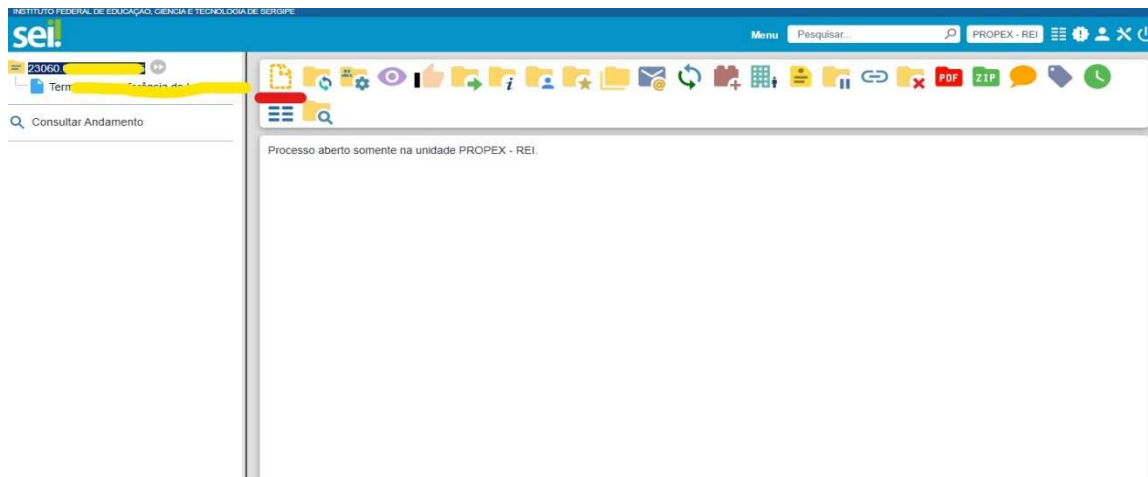 INSTITUTO FEDERAL DE EDUCAÇÃO, CIÊNCIA E TECNOLOGIA DE SERGIPE
sei!
Menu Pesquisar... PROPEX - REI
23060.
Consultar Andamento
PDF ZIP
Processo aberto somente na unidade PROPEX - REI.